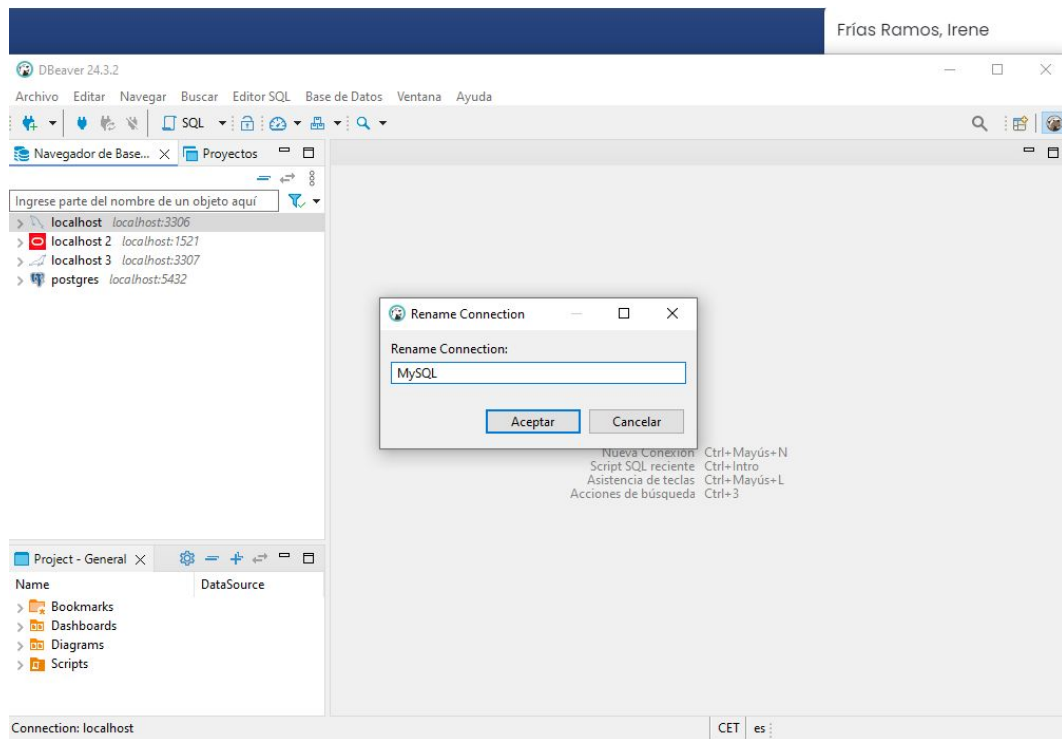 Frías Ramos, Irene
DBeaver 24.3.2
Archivo Editar Navegar Buscar Editor SQL Base de Datos Ventana Ayuda
SQL
Navegador de Base... Proyectos
Ingrese parte del nombre de un objeto aquí
localhost localhost:3306
localhost 2 localhost:1521
localhost 3 localhost:3307
postgres localhost:5432
Rename Connection
Rename Connection:
MySQL
Aceptar Cancelar
Nueva Conexión Ctrl+Mayús+N
Script SQL reciente Ctrl+Intro
Asistencia de teclas Ctrl+Mayús+L
Acciones de búsqueda Ctrl+3
Project - General
Name DataSource
Bookmarks
Dashboards
Diagrams
Scripts
Connection: localhost CET es